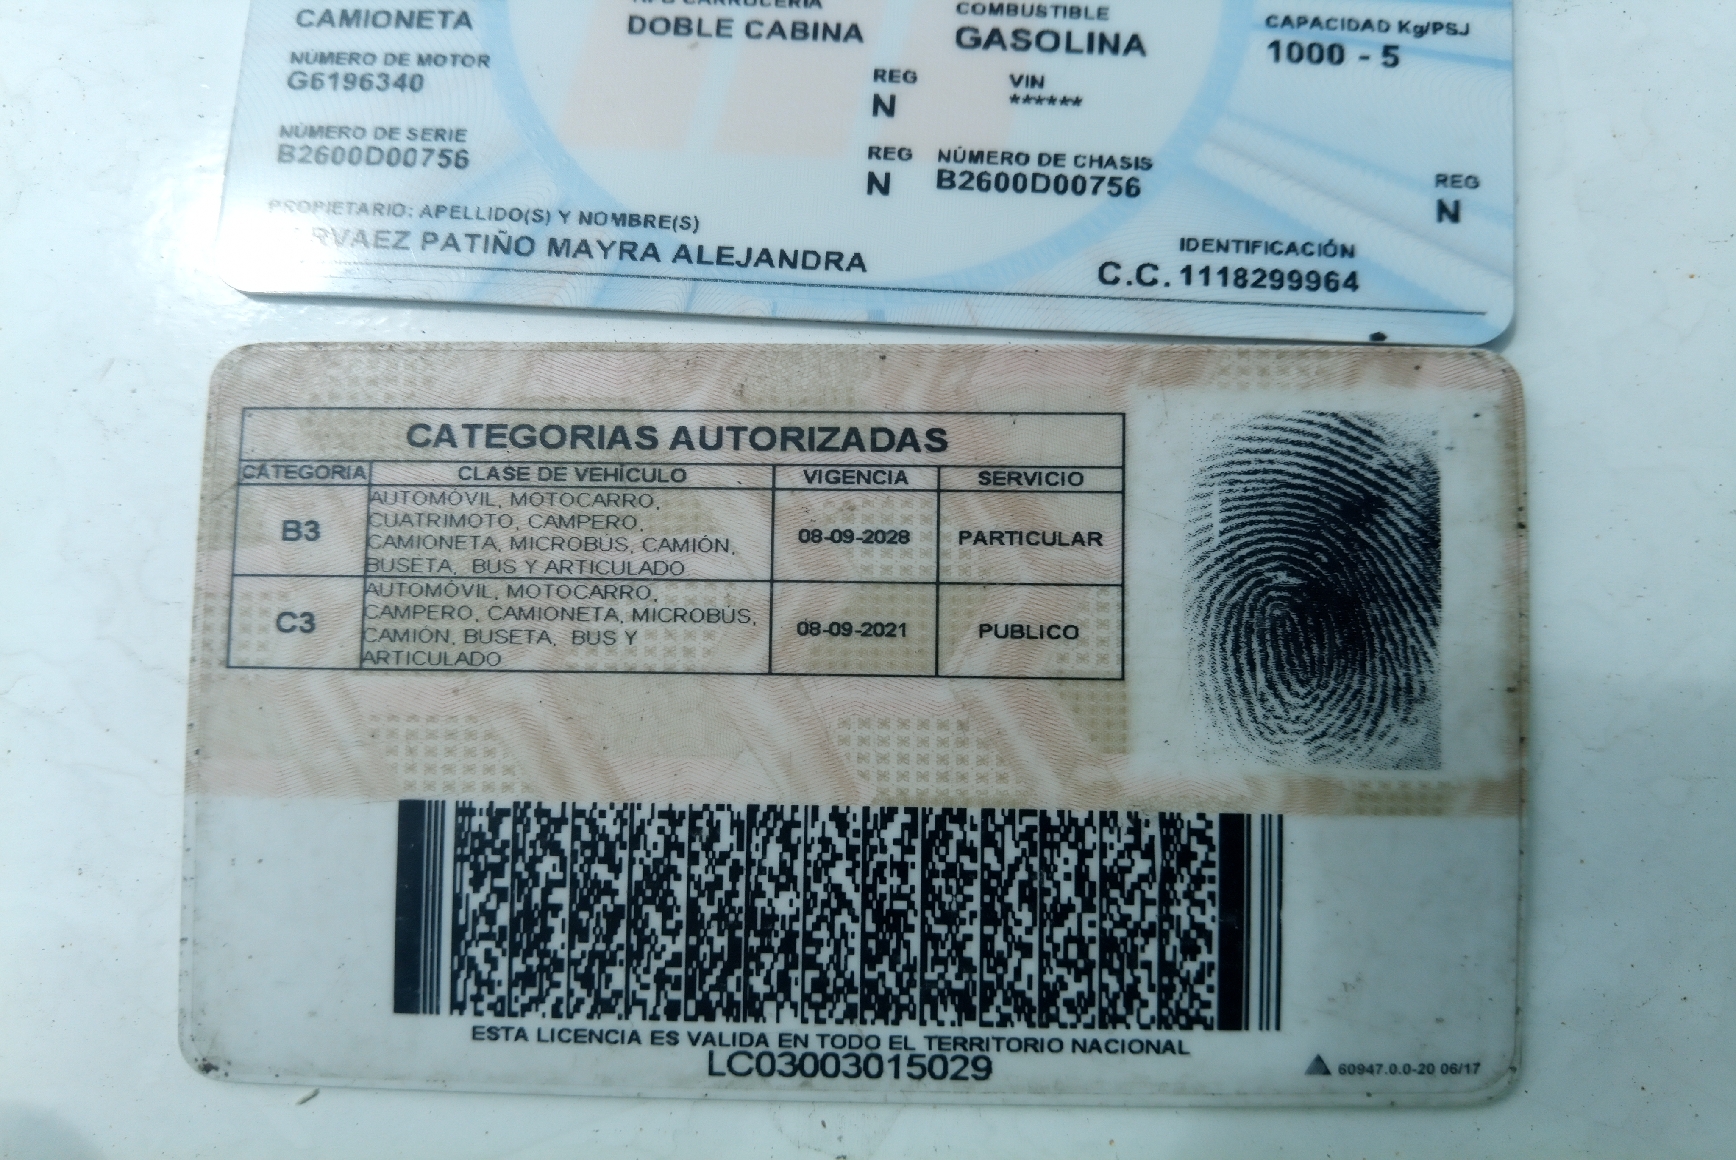 CAMIONETA
DOBLE CABINA
COMBUSTIBLE
GASOLINA
CAPACIDAD Kg/PSJ
1000 - 5
NÚMERO DE MOTOR
G6196340
REG
N
VIN
******
NÚMERO DE SERIE
B2600D00756
REG
N
NÚMERO DE CHASIS
B2600D00756
REG
N
PROPIETARIO: APELLIDO(S) Y NOMBRE(S)
PATIÑO MAYRA ALEJANDRA
IDENTIFICACIÓN
C.C. 1118299964
CATEGORIAS AUTORIZADAS
CATEGORIA CLASE DE VEHÍCULO VIGENCIA SERVICIO
B3
AUTOMÓVIL, MOTOCARRO,
CUATRIMOTO, CAMPERO,
CAMIONETA, MICROBÚS, CAMIÓN,
BUSETA, BUS Y ARTICULADO
08-09-2028
PARTICULAR
C3
AUTOMÓVIL, MOTOCARRO,
CAMPERO, CAMIONETA, MICROBÚS,
CAMIÓN, BUSETA, BUS Y
ARTICULADO
08-09-2021
PUBLICO
ESTA LICENCIA ES VALIDA EN TODO EL TERRITORIO NACIONAL
LC03003015029
60947.0.0-20 06/17